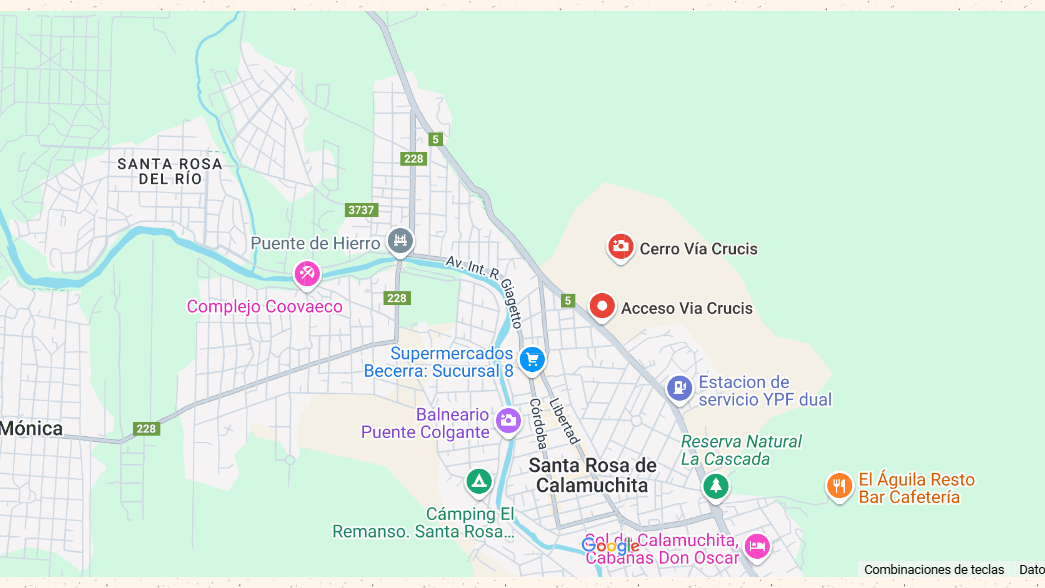 5
228
SANTA ROSA
DEL RÍO
3737
Puente de Hierro
Cerro Vía Crucis
Av. Int. R. Giagetto
Complejo Coovaeco
228
5
Acceso Via Crucis
Supermercados
Becerra: Sucursal 8
Estacion de
servicio YPF dual
Córdoba
Libertad
Balneario
Puente Colgante
Mónica
228
Reserva Natural
La Cascada
Santa Rosa de
Calamuchita
El Águila Resto
Bar Cafetería
Cámping El
Remanso. Santa Rosa...
Sol de Calamuchita,
Cabañas Don Oscar
Google
Combinaciones de teclas
Dato